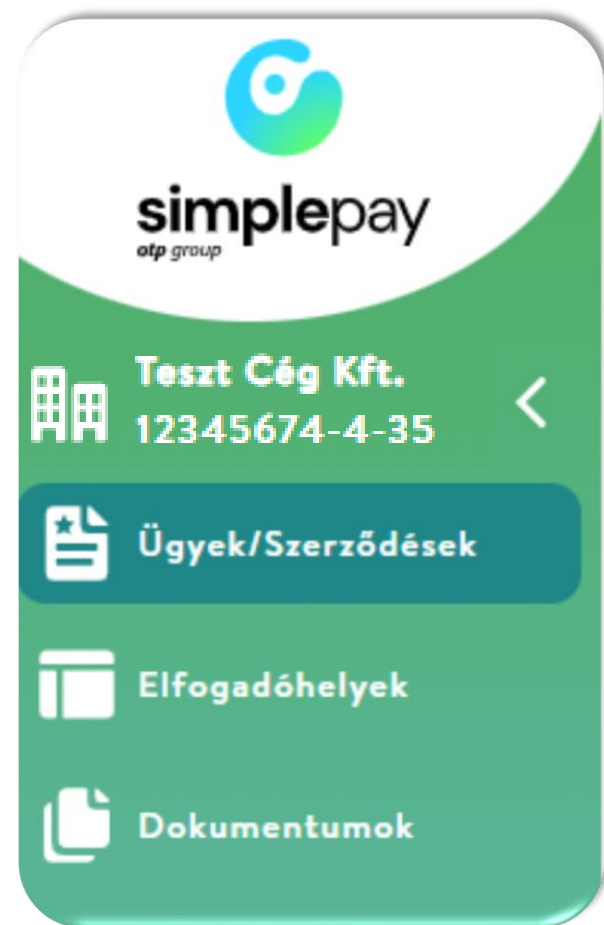 simplepay
otp group
Teszt Cég Kft.
12345674-4-35
Ügyek/Szerződések
Elfogadóhelyek
Dokumentumok